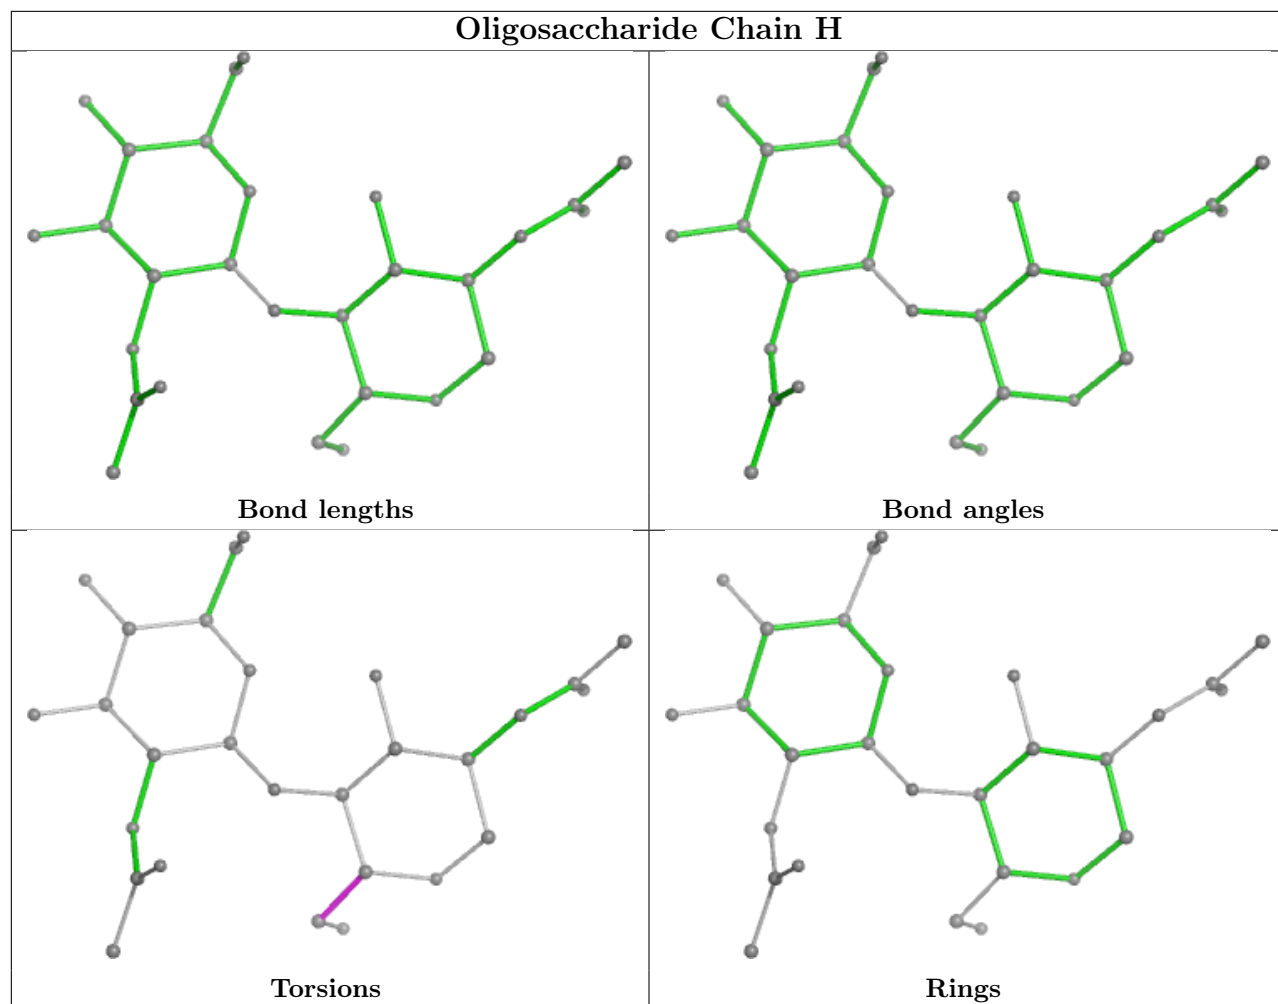 Oligosaccharide Chain H
Bond lengths
Bond angles
Torsions
Rings